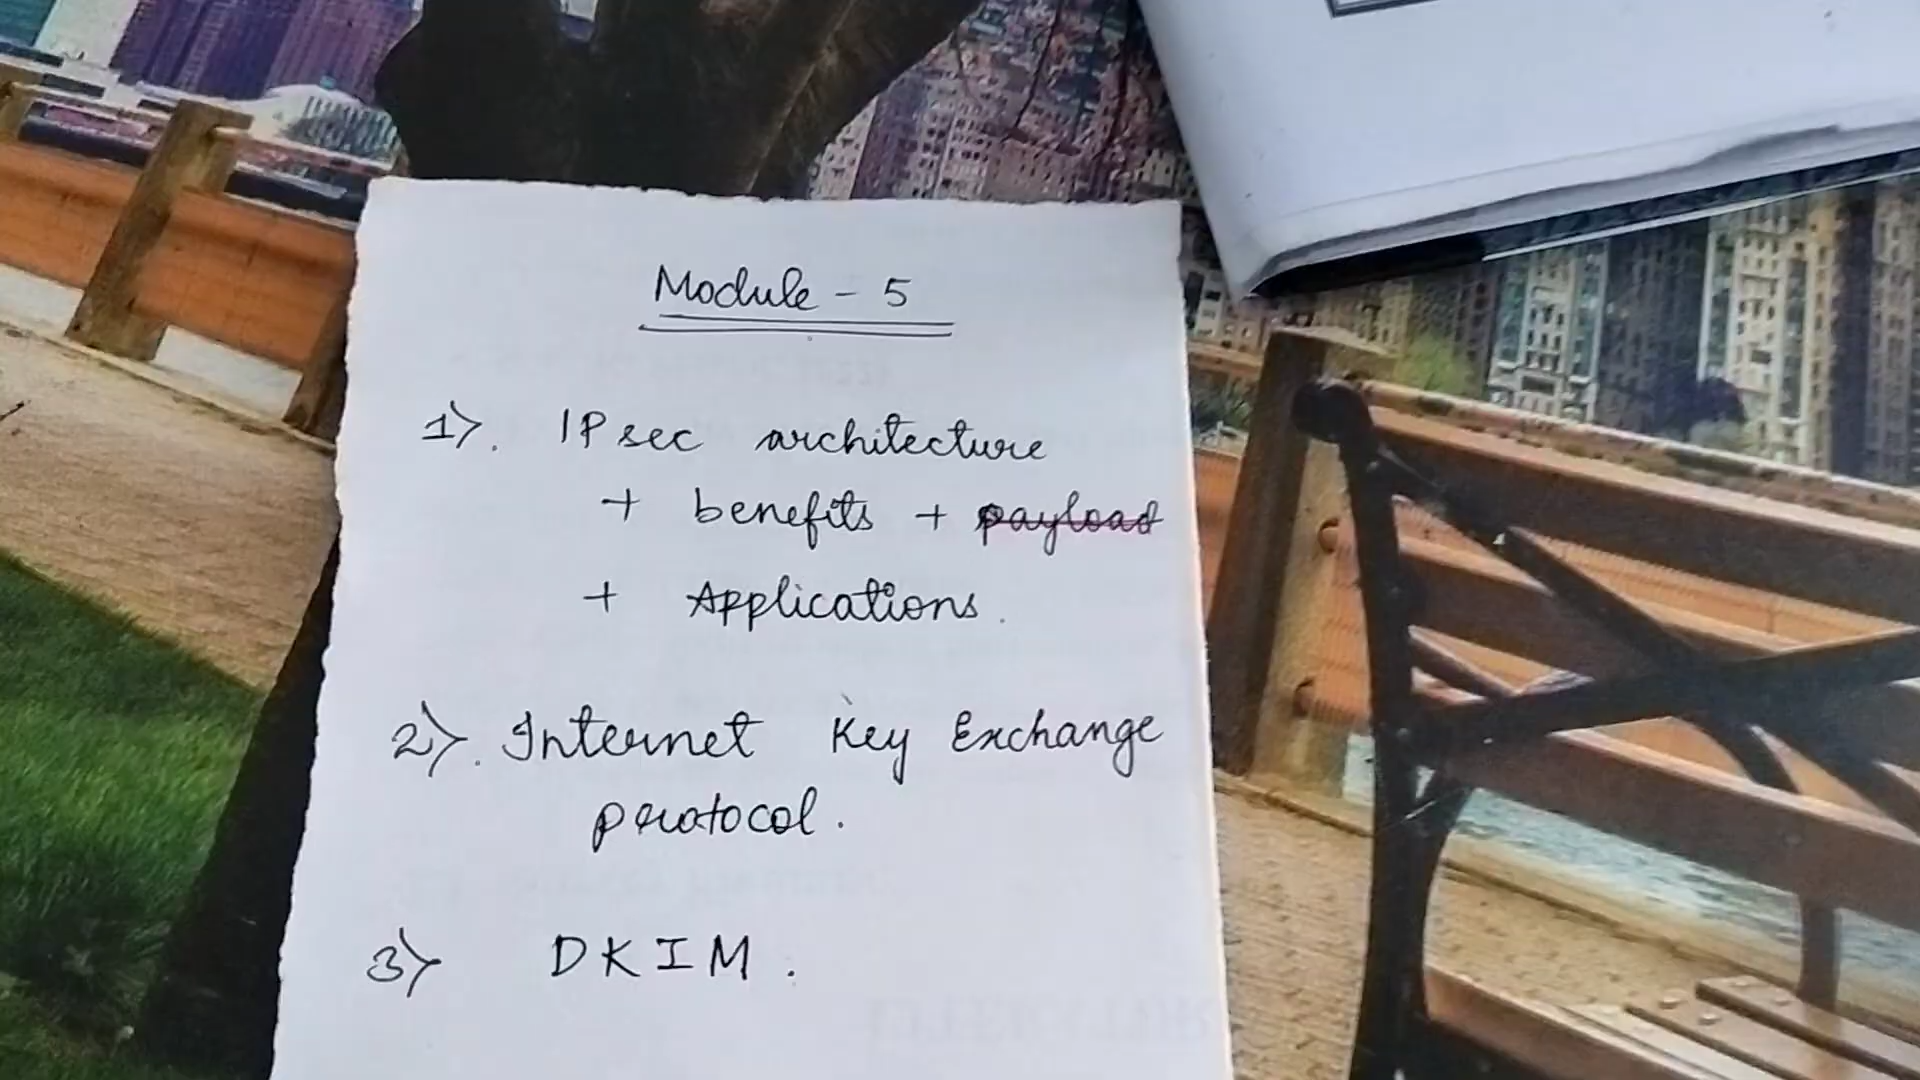 Module - 5
1). IPsec architecture
+ benefits + payload
+ Applications.
2). Internet Key Exchange
protocol.
3) DKIM.